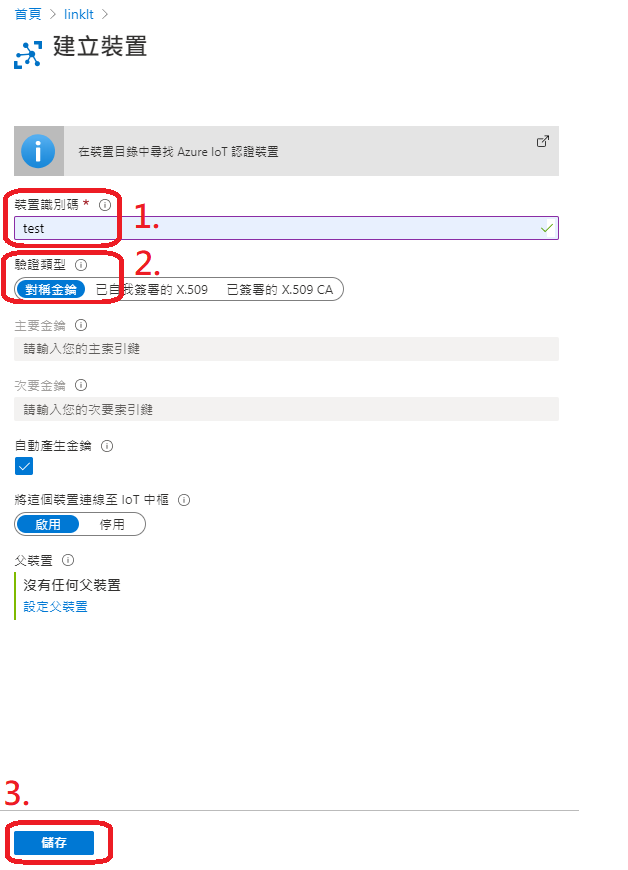 首頁 > linkIt >
建立裝置
在裝置目錄中尋找 Azure IoT 認證裝置
裝置識別碼 *
1.
test
2.
驗證類型
對稱金鑰 已自我簽署的 X.509 已簽署的 X.509 CA
主要金鑰
請輸入您的主索引鍵
次要金鑰
請輸入您的次要索引鍵
自動產生金鑰
將這個裝置連線至 IoT 中樞
啟用 停用
父裝置
沒有任何父裝置
設定父裝置
3.
儲存